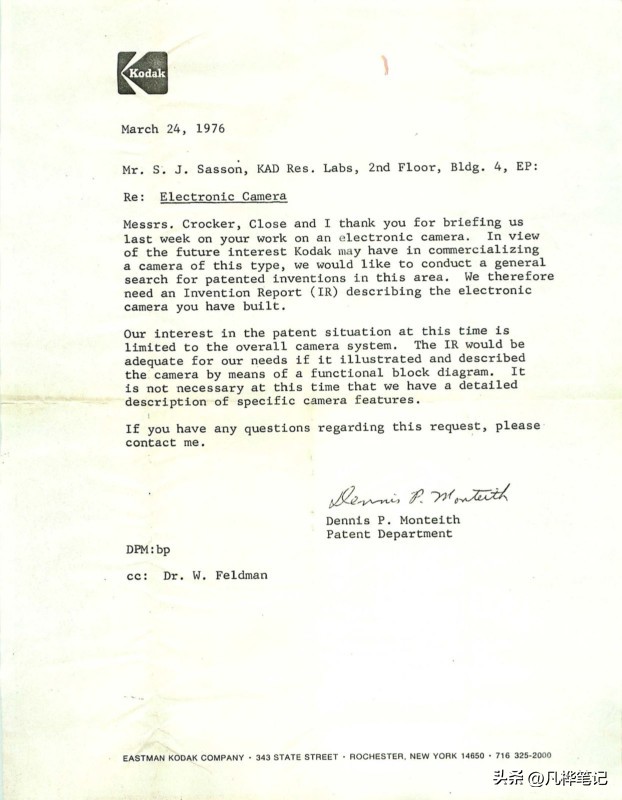 Kodak
March 24, 1976
Mr. S. J. Sasson, KAD Res. Labs, 2nd Floor, Bldg. 4, EP:
Re: Electronic Camera
Messrs. Crocker, Close and I thank you for briefing us
last week on your work on an electronic camera. In view
of the future interest Kodak may have in commercializing
a camera of this type, we would like to conduct a general
search for patented inventions in this area. We therefore
need an Invention Report (IR) describing the electronic
camera you have built.
Our interest in the patent situation at this time is
limited to the overall camera system. The IR would be
adequate for our needs if it illustrated and described
the camera by means of a functional block diagram. It
is not necessary at this time that we have a detailed
description of specific camera features.
If you have any questions regarding this request, please
contact me.
Dennis P. Monteith
Dennis P. Monteith
Patent Department
DPM:bp
cc: Dr. W. Feldman
EASTMAN KODAK COMPANY · 343 STATE STREET · ROCHESTER, NEW YORK 14650 · 716 325-2000
头条 @凡桦笔记